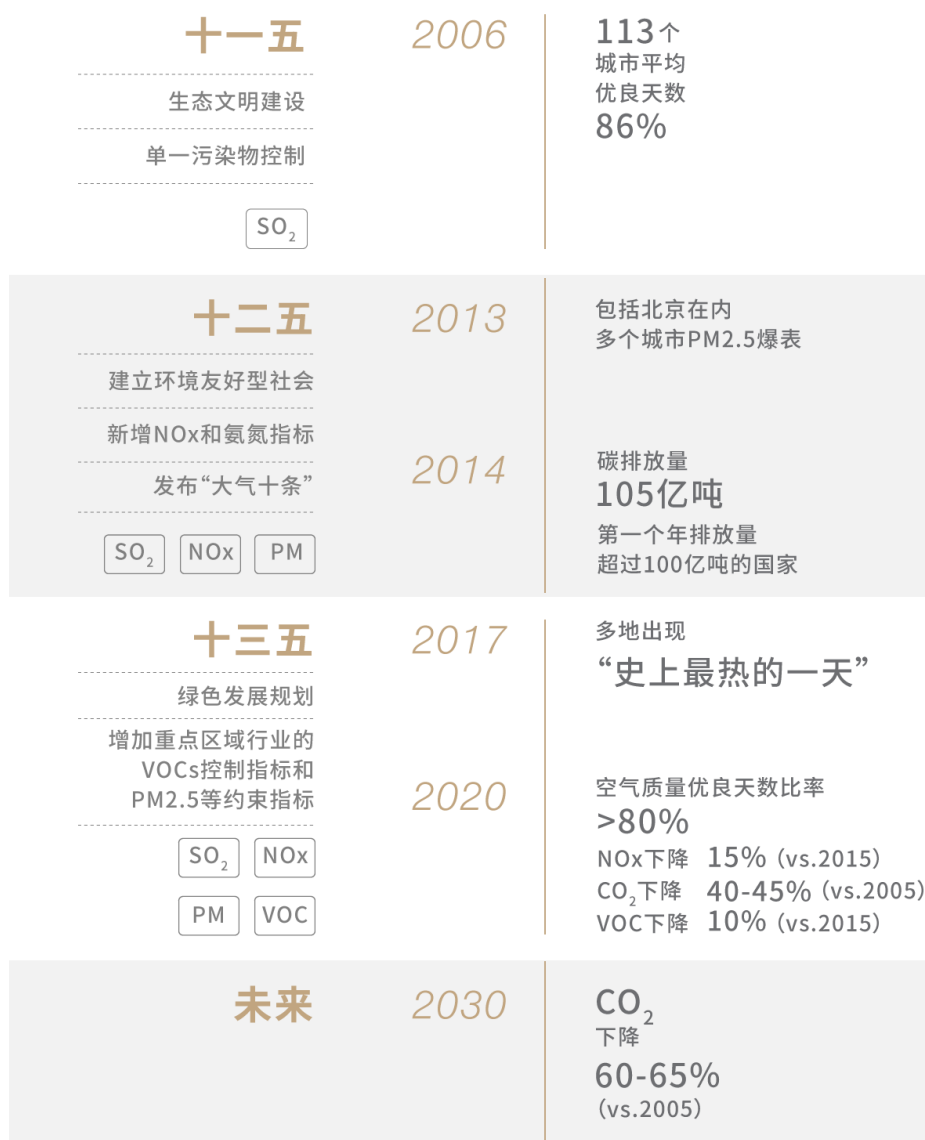 十一五
生态文明建设
单一污染物控制
SO₂
2006
113个
城市平均
优良天数
86%
十二五
建立环境友好型社会
新增NOx和氨氮指标
发布“大气十条”
SO₂ NOx PM
2013
包括北京在内
多个城市PM2.5爆表
2014
碳排放量
105亿吨
第一个年排放量
超过100亿吨的国家
十三五
绿色发展规划
增加重点区域行业的
VOCs控制指标和
PM2.5等约束指标
SO₂ NOx
PM VOC
2017
多地出现
“史上最热的一天”
2020
空气质量优良天数比率
>80%
NOx下降 15%（vs.2015）
CO₂下降 40-45%（vs.2005）
VOC下降 10%（vs.2015）
未来
2030
CO₂
下降
60-65%
（vs.2005）